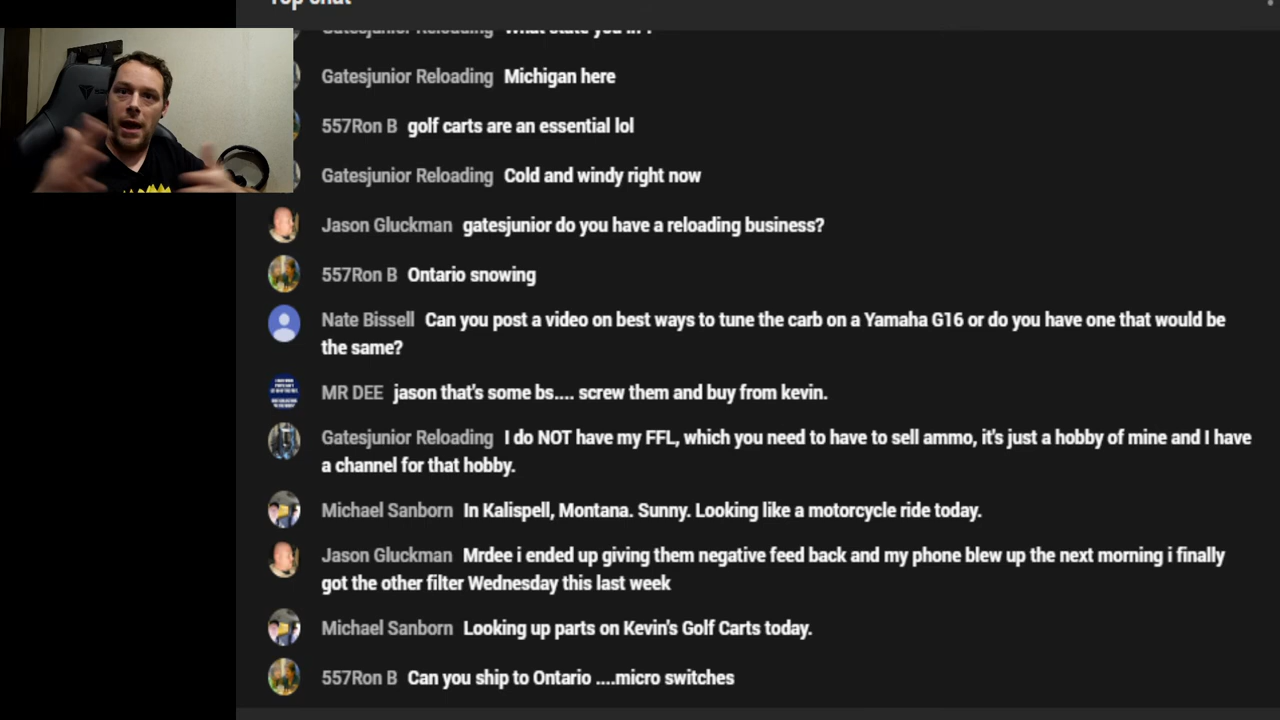 Top chat
Gatesjunior Reloading What state you in ?
Gatesjunior Reloading Michigan here
557Ron B golf carts are an essential lol
Gatesjunior Reloading Cold and windy right now
Jason Gluckman gatesjunior do you have a reloading business?
557Ron B Ontario snowing
Nate Bissell Can you post a video on best ways to tune the carb on a Yamaha G16 or do you have one that would be
the same?
MR DEE jason that's some bs.... screw them and buy from kevin.
Gatesjunior Reloading I do NOT have my FFL, which you need to have to sell ammo, it's just a hobby of mine and I have
a channel for that hobby.
Michael Sanborn In Kalispell, Montana. Sunny. Looking like a motorcycle ride today.
Jason Gluckman Mrdee i ended up giving them negative feed back and my phone blew up the next morning i finally
got the other filter Wednesday this last week
Michael Sanborn Looking up parts on Kevin's Golf Carts today.
557Ron B Can you ship to Ontario ....micro switches